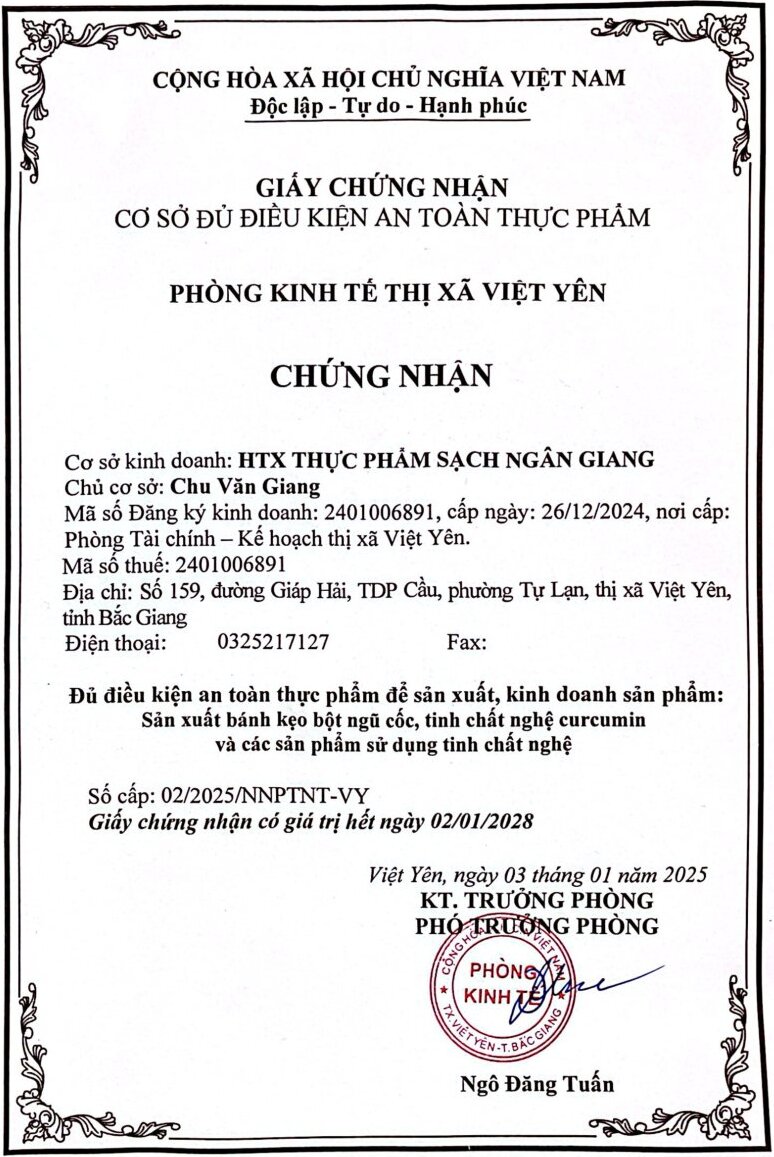 CỘNG HÒA XÃ HỘI CHỦ NGHĨA VIỆT NAM
Độc lập - Tự do - Hạnh phúc
GIẤY CHỨNG NHẬN
CƠ SỞ ĐỦ ĐIỀU KIỆN AN TOÀN THỰC PHẨM
PHÒNG KINH TẾ THỊ XÃ VIỆT YÊN
CHỨNG NHẬN
Cơ sở kinh doanh: HTX THỰC PHẨM SẠCH NGÂN GIANG
Chủ cơ sở: Chu Văn Giang
Mã số Đăng ký kinh doanh: 2401006891, cấp ngày: 26/12/2024, nơi cấp:
Phòng Tài chính – Kế hoạch thị xã Việt Yên.
Mã số thuế: 2401006891
Địa chỉ: Số 159, đường Giáp Hải, TDP Cầu, phường Tự Lạn, thị xã Việt Yên,
tỉnh Bắc Giang
Điện thoại: 0325217127 Fax:
Đủ điều kiện an toàn thực phẩm để sản xuất, kinh doanh sản phẩm:
Sản xuất bánh kẹo bột ngũ cốc, tinh chất nghệ curcumin
và các sản phẩm sử dụng tinh chất nghệ
Số cấp: 02/2025/NNPTNT-VY
Giấy chứng nhận có giá trị hết ngày 02/01/2028
Việt Yên, ngày 03 tháng 01 năm 2025
KT. TRƯỞNG PHÒNG
PHÓ TRƯỞNG PHÒNG
CỘNG HÒA VIỆT NAM
PHÒNG
KINH TẾ
TX.VIỆT YÊN-T.BẮC GIANG
Ngô Đăng Tuấn